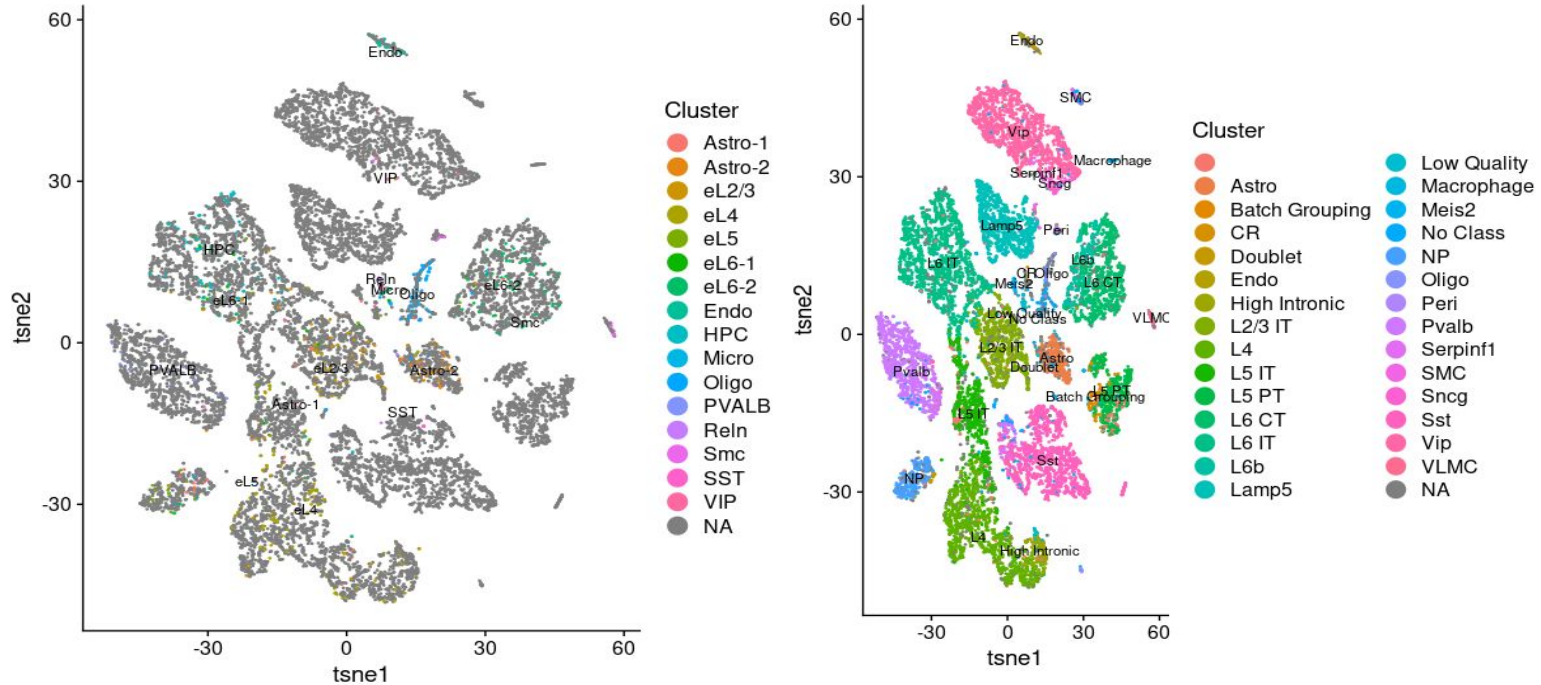 60
30
0
-30
tsne2
-30
0
30
60
tsne1
Endo
VIP
HPC
eL6-1
Reln
Micro
Oligo
eL6-2
Smc
PVALB
eL2/3
Astro-2
Astro-1
SST
eL5
eL4
Cluster
Astro-1
Astro-2
eL2/3
eL4
eL5
eL6-1
eL6-2
Endo
HPC
Micro
Oligo
PVALB
Reln
Smc
SST
VIP
NA
60
30
0
-30
tsne2
-30
0
30
60
tsne1
Endo
SMC
Vip
Macrophage
Serpinf1
Sncg
Lamp5
Peri
L6 IT
L6b
CR
Oligo
Meis2
L6 CT
Low Quality
No Class
VLMC
L2/3 IT
Astro
Doublet
Pvalb
L5 PT
Batch Grouping
L5 IT
Sst
NP
L4
High Intronic
Cluster
Astro
Batch Grouping
CR
Doublet
Endo
High Intronic
L2/3 IT
L4
L5 IT
L5 PT
L6 CT
L6 IT
L6b
Lamp5
Low Quality
Macrophage
Meis2
No Class
NP
Oligo
Peri
Pvalb
Serpinf1
SMC
Sncg
Sst
Vip
VLMC
NA